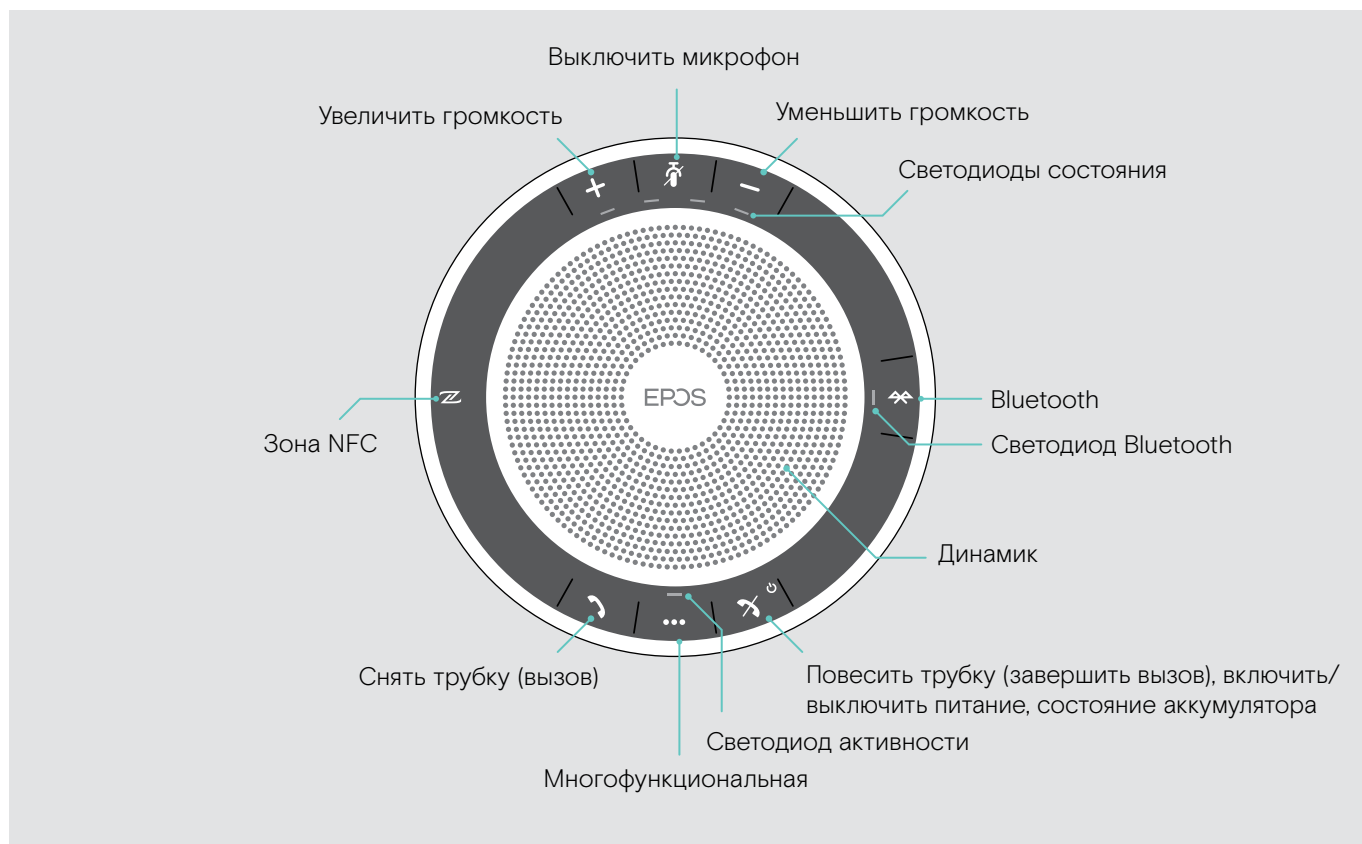 Выключить микрофон
Увеличить громкость
Уменьшить громкость
Светодиоды состояния
EPOS
Bluetooth
Зона NFC
Светодиод Bluetooth
Динамик
Снять трубку (вызов)
Повесить трубку (завершить вызов), включить/
выключить питание, состояние аккумулятора
Светодиод активности
Многофункциональная